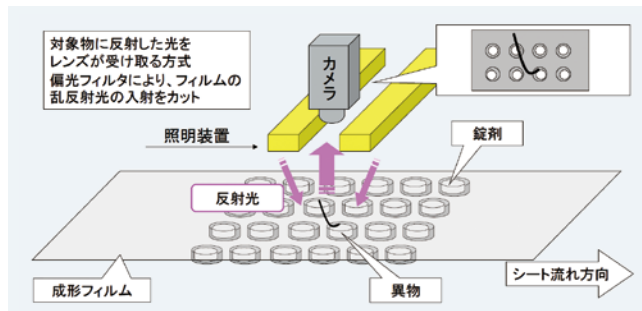 対象物に反射した光を
レンズが受け取る方式
偏光フィルタにより、フィルムの
乱反射光の入射をカット
カメラ
照明装置
錠剤
反射光
成形フィルム
異物
シート流れ方向